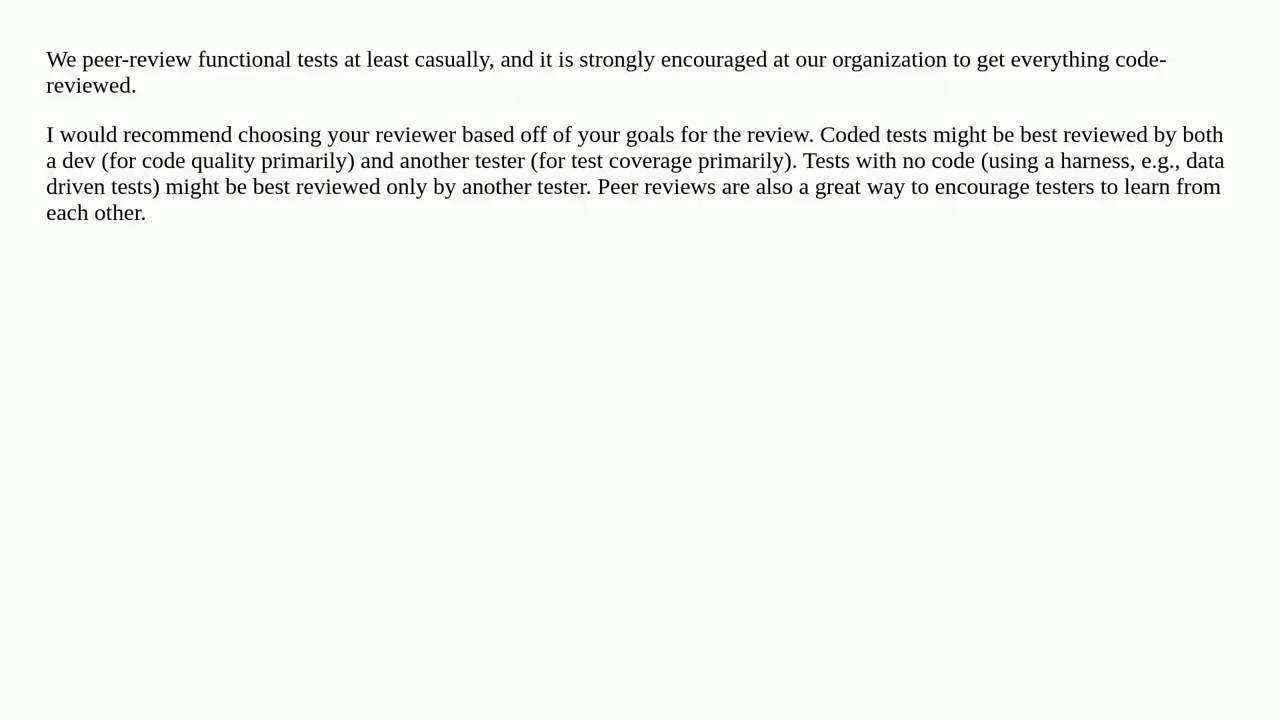 We peer-review functional tests at least casually, and it is strongly encouraged at our organization to get everything code-
reviewed.
I would recommend choosing your reviewer based off of your goals for the review. Coded tests might be best reviewed by both
a dev (for code quality primarily) and another tester (for test coverage primarily). Tests with no code (using a harness, e.g., data
driven tests) might be best reviewed only by another tester. Peer reviews are also a great way to encourage testers to learn from
each other.